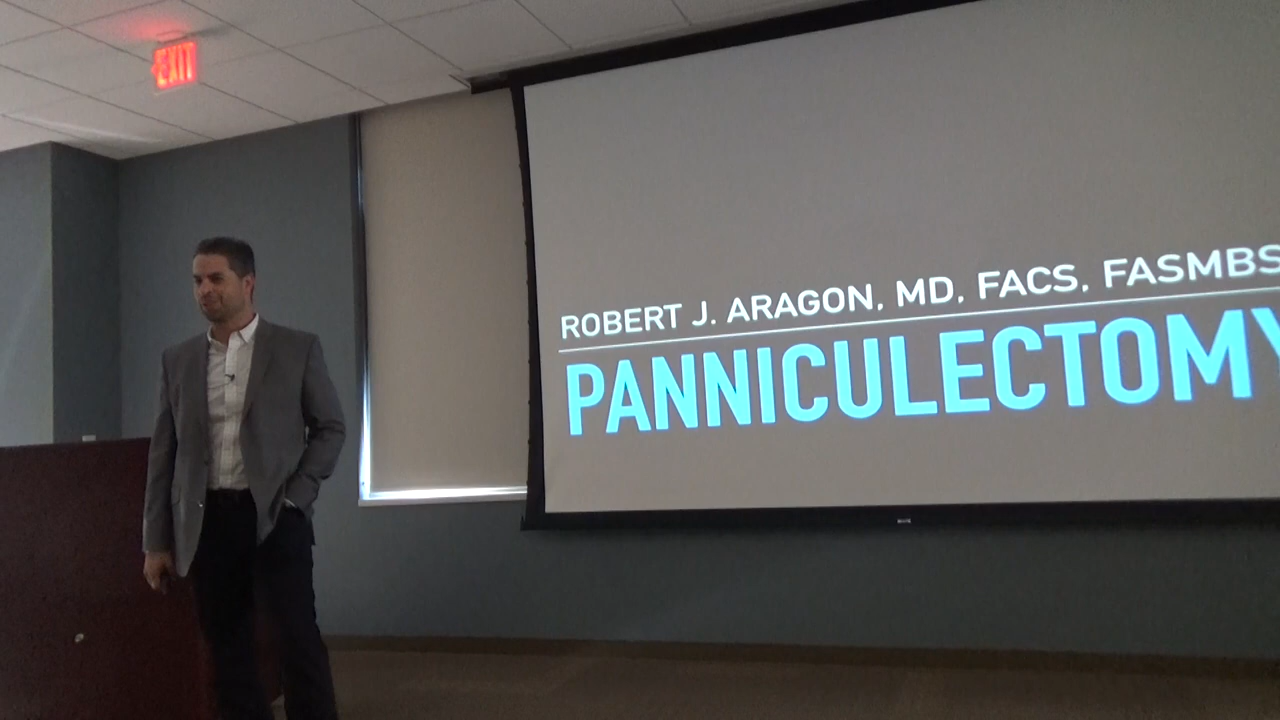 EXIT
ROBERT J. ARAGON, MD, FACS, FASMBS
PANNICULECTOMY